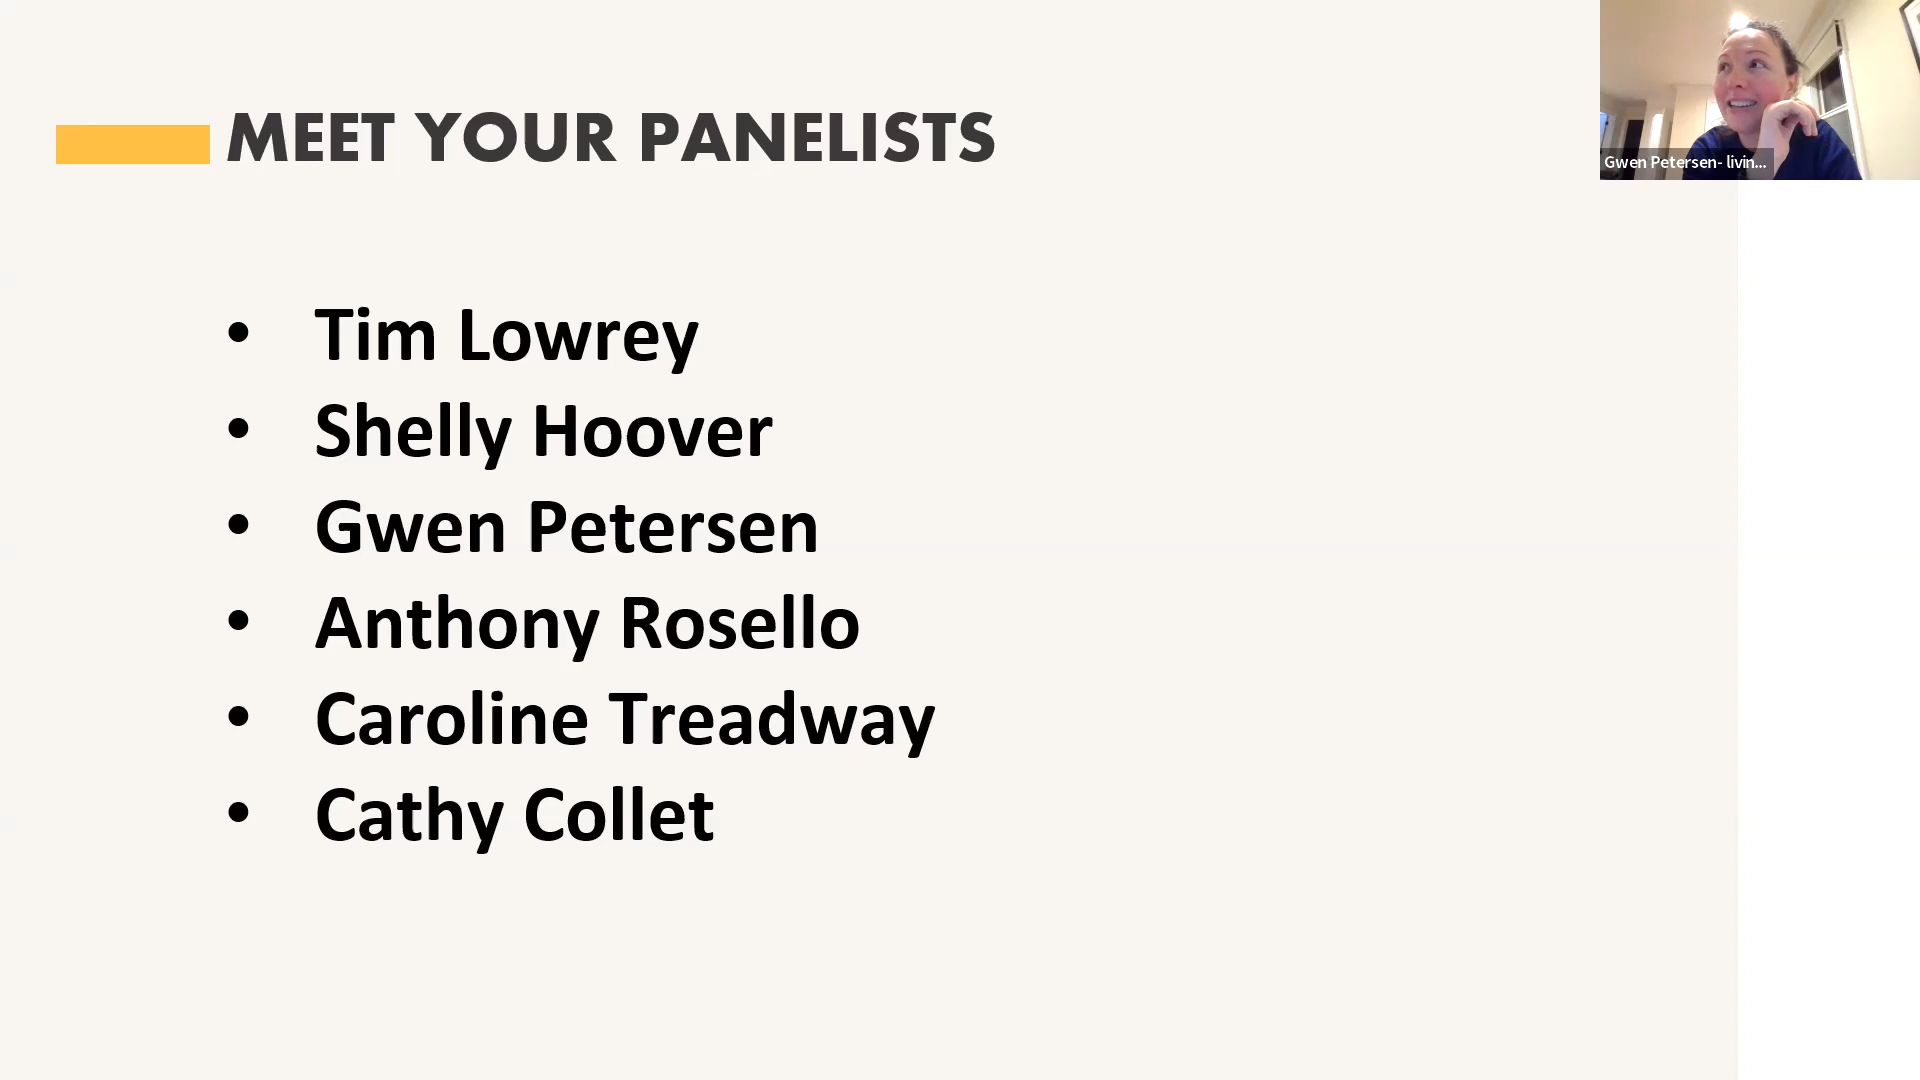 MEET YOUR PANELISTS
Gwen Petersen- livin...
• Tim Lowrey
• Shelly Hoover
• Gwen Petersen
• Anthony Rosello
• Caroline Treadway
• Cathy Collet